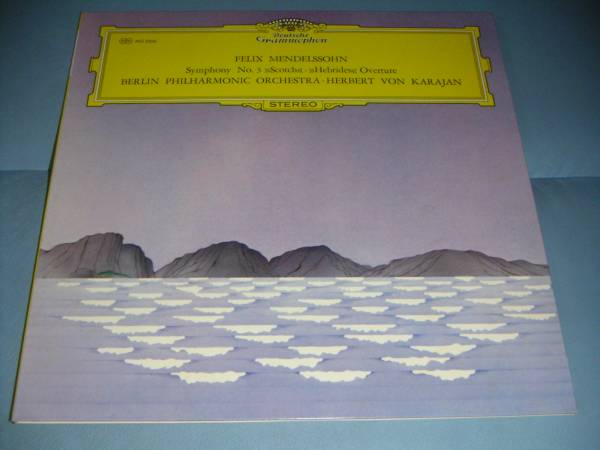 Deutsche
Grammophon
FELIX MENDELSSOHN
Symphony No. 3 »Scotch«·»Hebrides« Overture
BERLIN PHILHARMONIC ORCHESTRA·HERBERT VON KARAJAN
STEREO